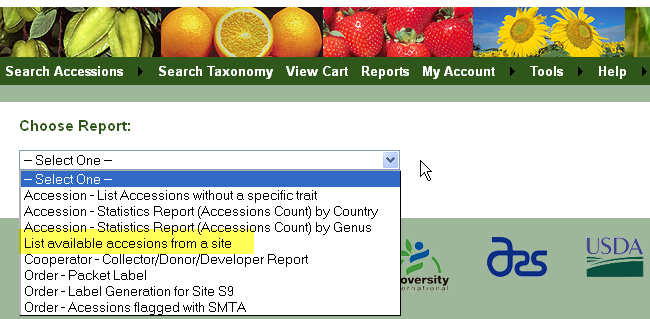 Search Accessions Search Taxonomy View Cart Reports My Account Tools Help
Choose Report:
-- Select One --
-- Select One --
Accession - List Accessions without a specific trait
Accession - Statistics Report (Accessions Count) by Country
Accession - Statistics Report (Accessions Count) by Genus
List available accesions from a site
Cooperator - Collector/Donor/Developer Report
Order - Packet Label
Order - Label Generation for Site S9
Order - Acessions flagged with SMTA
oversity
ernational
ars
USDA